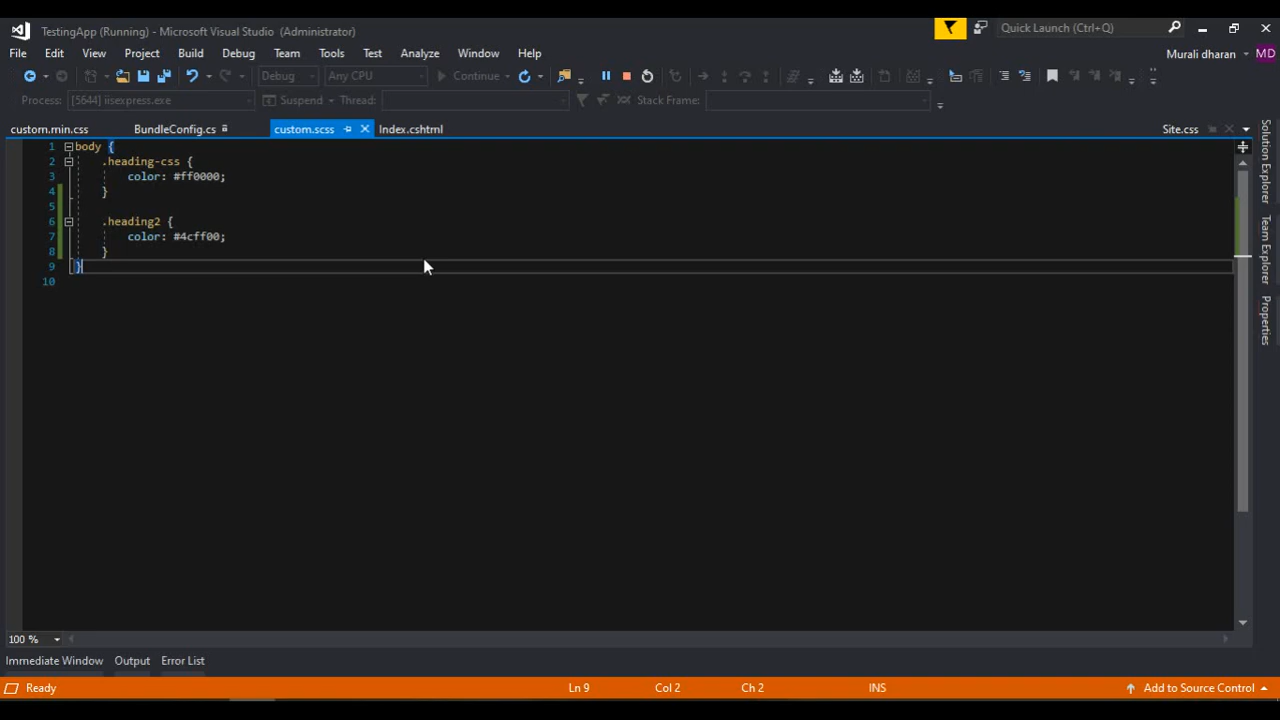 TestingApp (Running) - Microsoft Visual Studio (Administrator)
Quick Launch (Ctrl+Q)
File Edit View Project Build Debug Team Tools Test Analyze Window Help
Murali dharan MD
Debug Any CPU Continue
Process: [5644] iisexpress.exe Suspend Thread: Stack Frame:
custom.min.css BundleConfig.cs custom.scss Index.cshtml Site.css
1 body {
2 .heading-css {
3 color: #ff0000;
4 }
5
6 .heading2 {
7 color: #4cff00;
8 }
9 }
10
Solution Explorer
Team Explorer
Properties
100 %
Immediate Window Output Error List
Ready Ln 9 Col 2 Ch 2 INS Add to Source Control